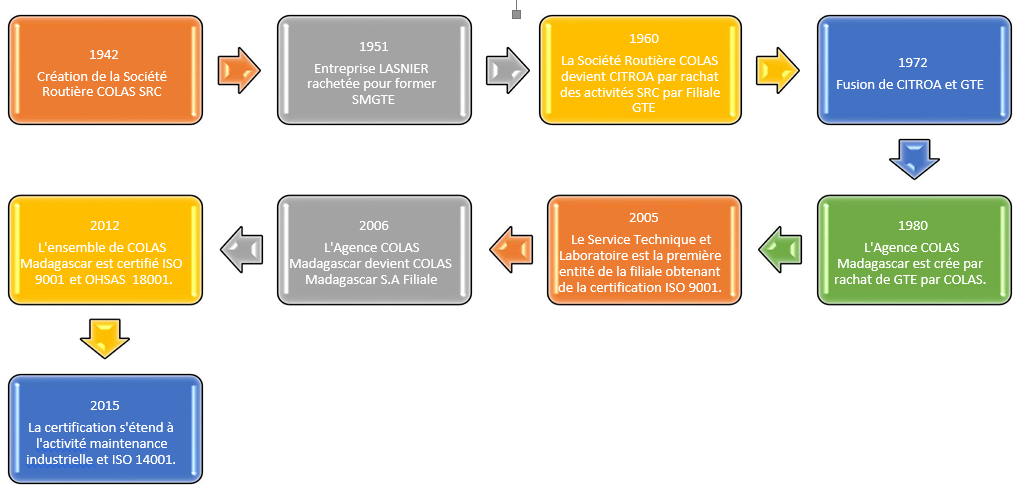 1942
Création de la Société
Routière COLAS SRC
1951
Entreprise LASNIER
rachetée pour former
SMGTE
1960
La Société Routière COLAS
devient CITROA par rachat
des activités SRC par Filiale
GTE
1972
Fusion de CITROA et GTE
1980
L'Agence COLAS
Madagascar est crée par
rachat de GTE par COLAS.
2005
Le Service Technique et
Laboratoire est la première
entité de la filiale obtenant
de la certification ISO 9001.
2006
L'Agence COLAS
Madagascar devient COLAS
Madagascar S.A Filiale
2012
L'ensemble de COLAS
Madagascar est certifié ISO
9001 et OHSAS 18001.
2015
La certification s'étend à
l'activité maintenance
industrielle et ISO 14001.